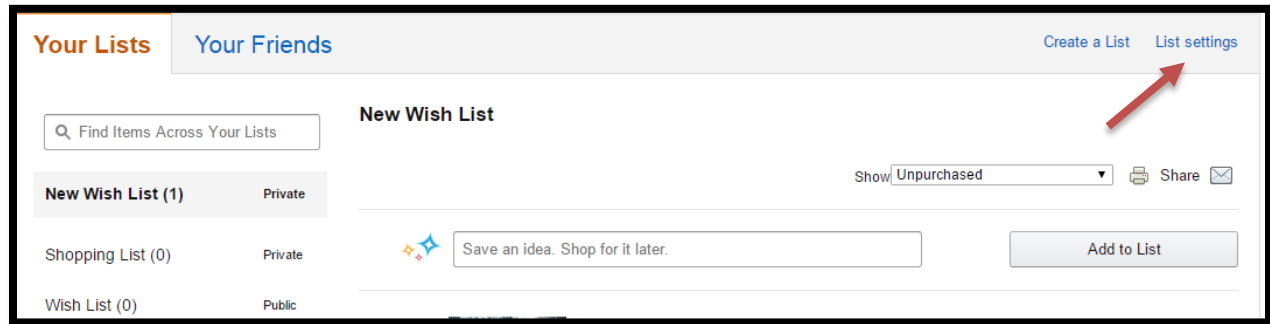 Your Lists Your Friends Create a List List settings
Find Items Across Your Lists
New Wish List
New Wish List (1) Private
Show Unpurchased Share
Shopping List (0) Private
Save an idea. Shop for it later. Add to List
Wish List (0) Public